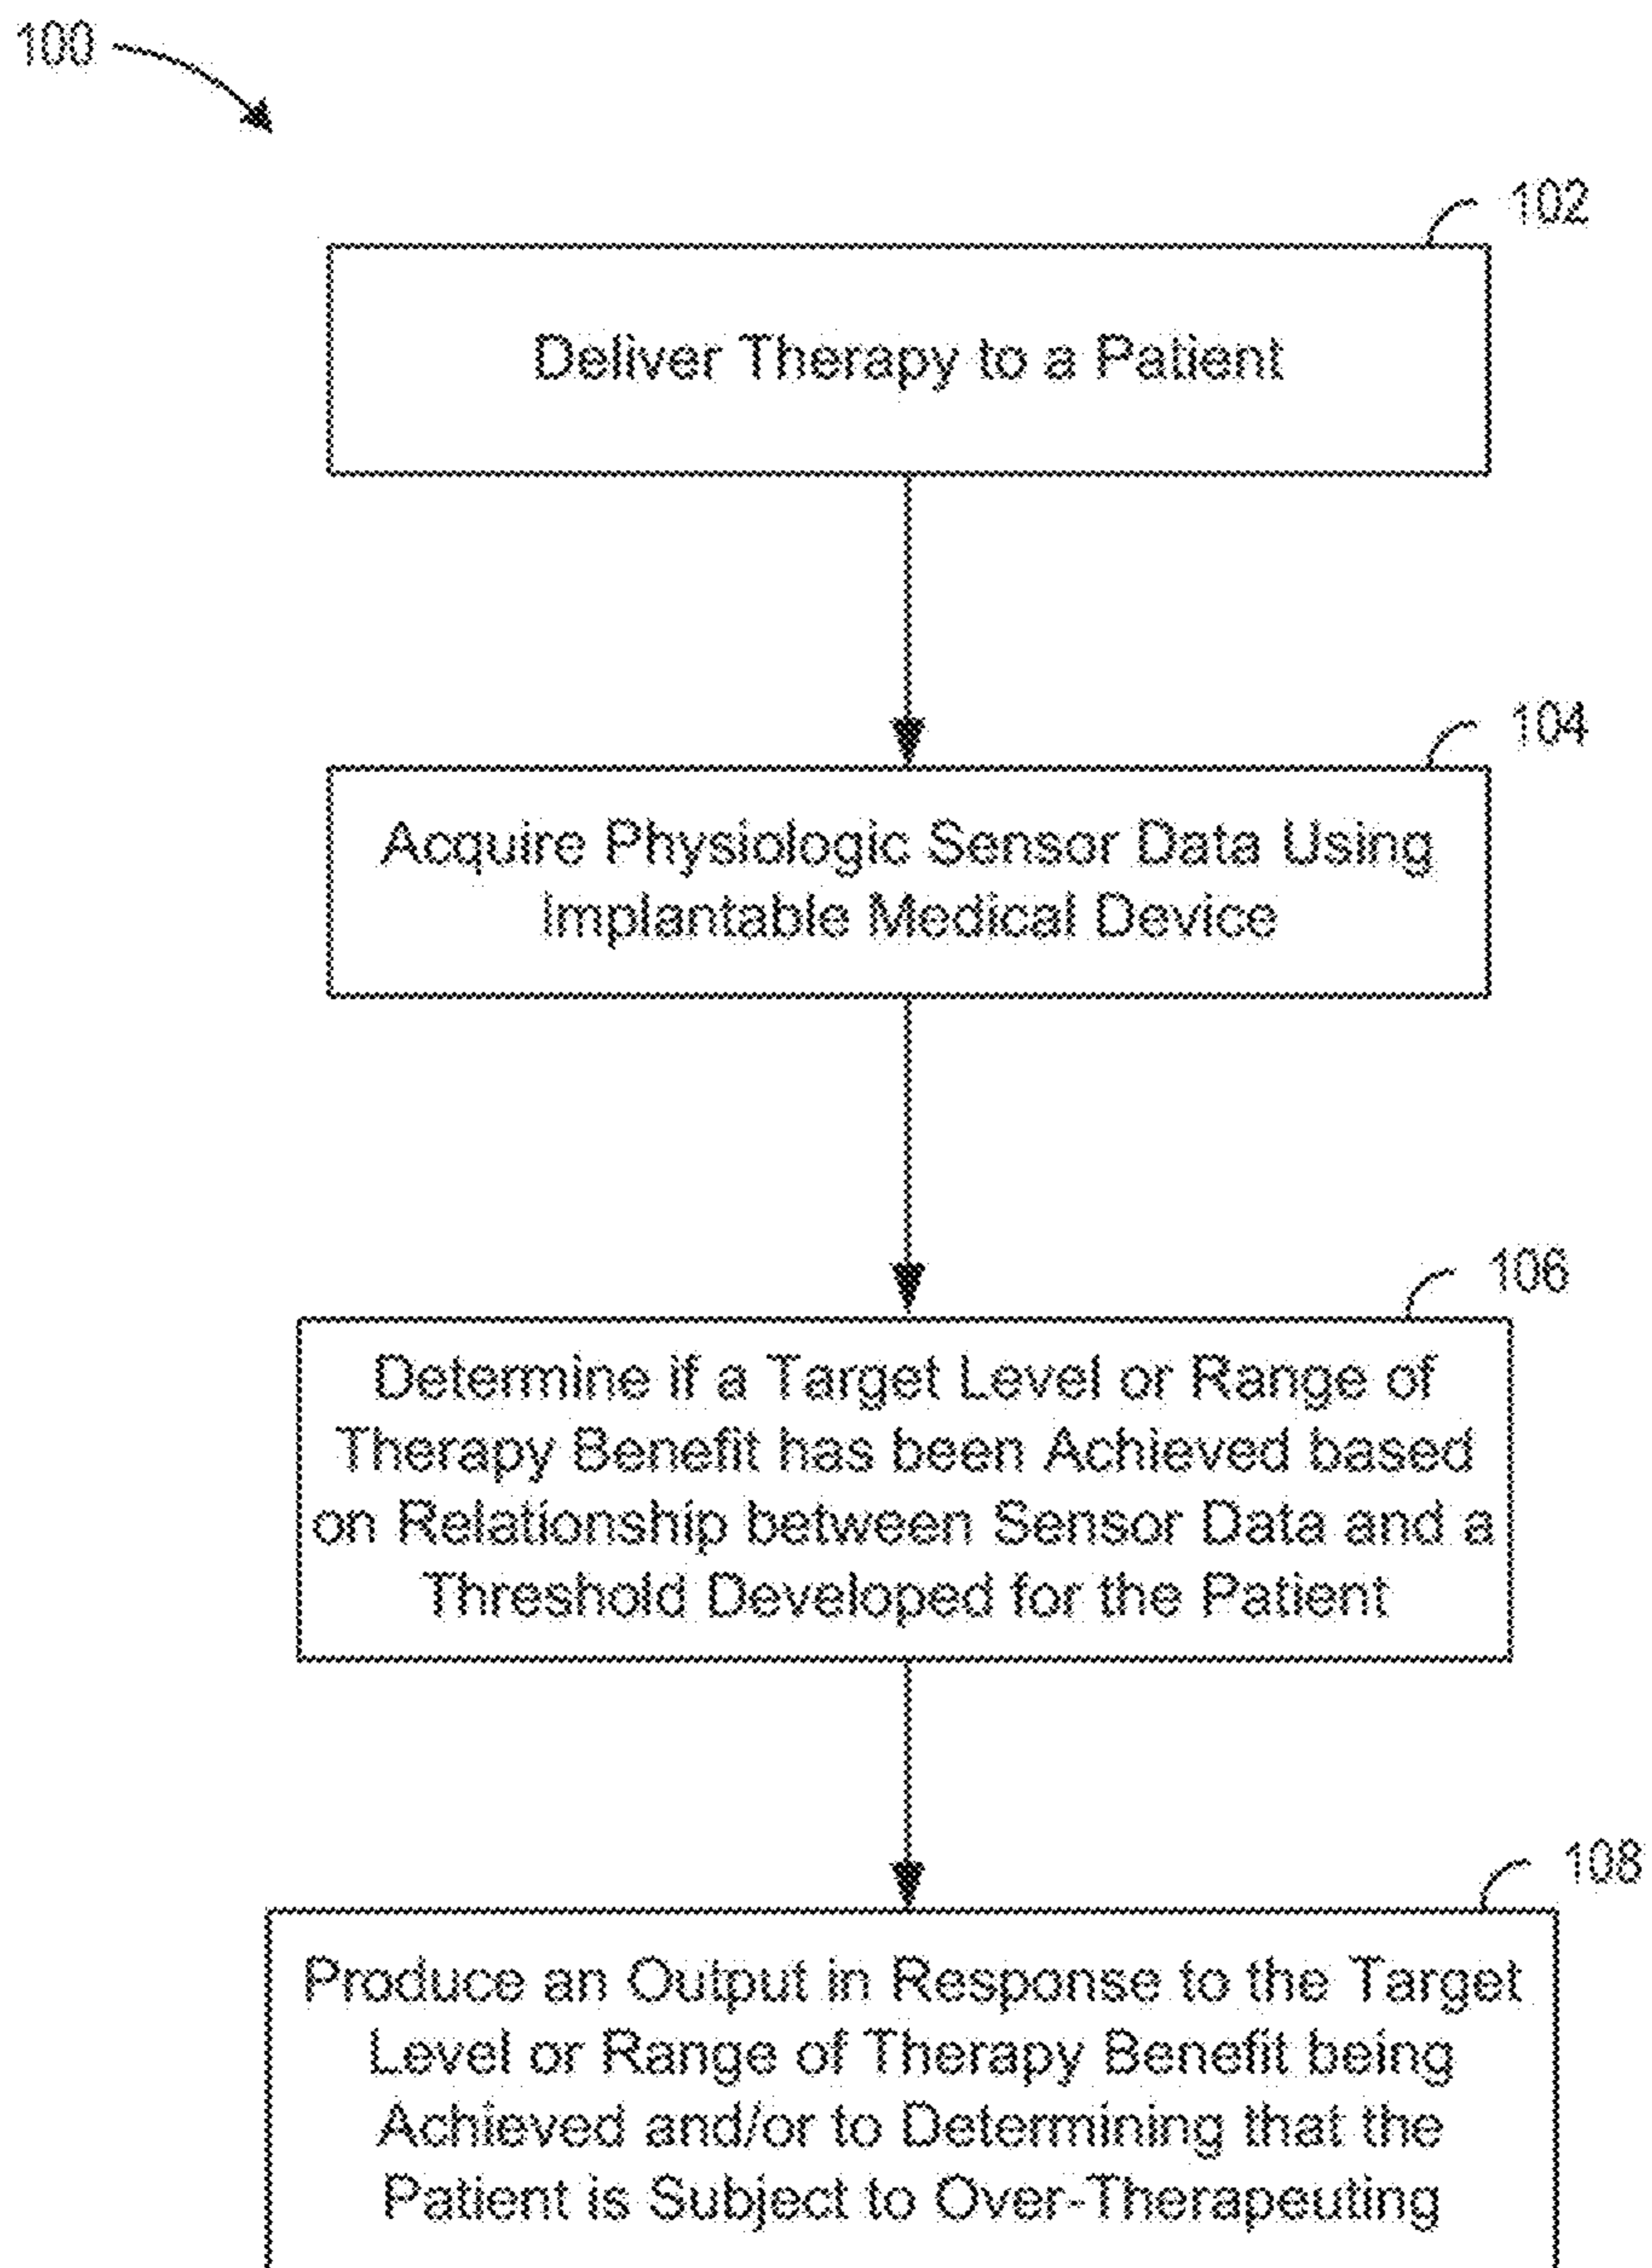 100
102
Deliver Therapy to a Patient
104
Acquire Physiologic Sensor Data Using
Implantable Medical Device
106
Determine if a Target Level or Range of
Therapy Benefit has been Achieved based
on Relationship between Sensor Data and a
Threshold Developed for the Patient
108
Produce an Output in Response to the Target
Level or Range of Therapy Benefit being
Achieved and/or to Determining that the
Patient is Subject to Over-Therapeuting